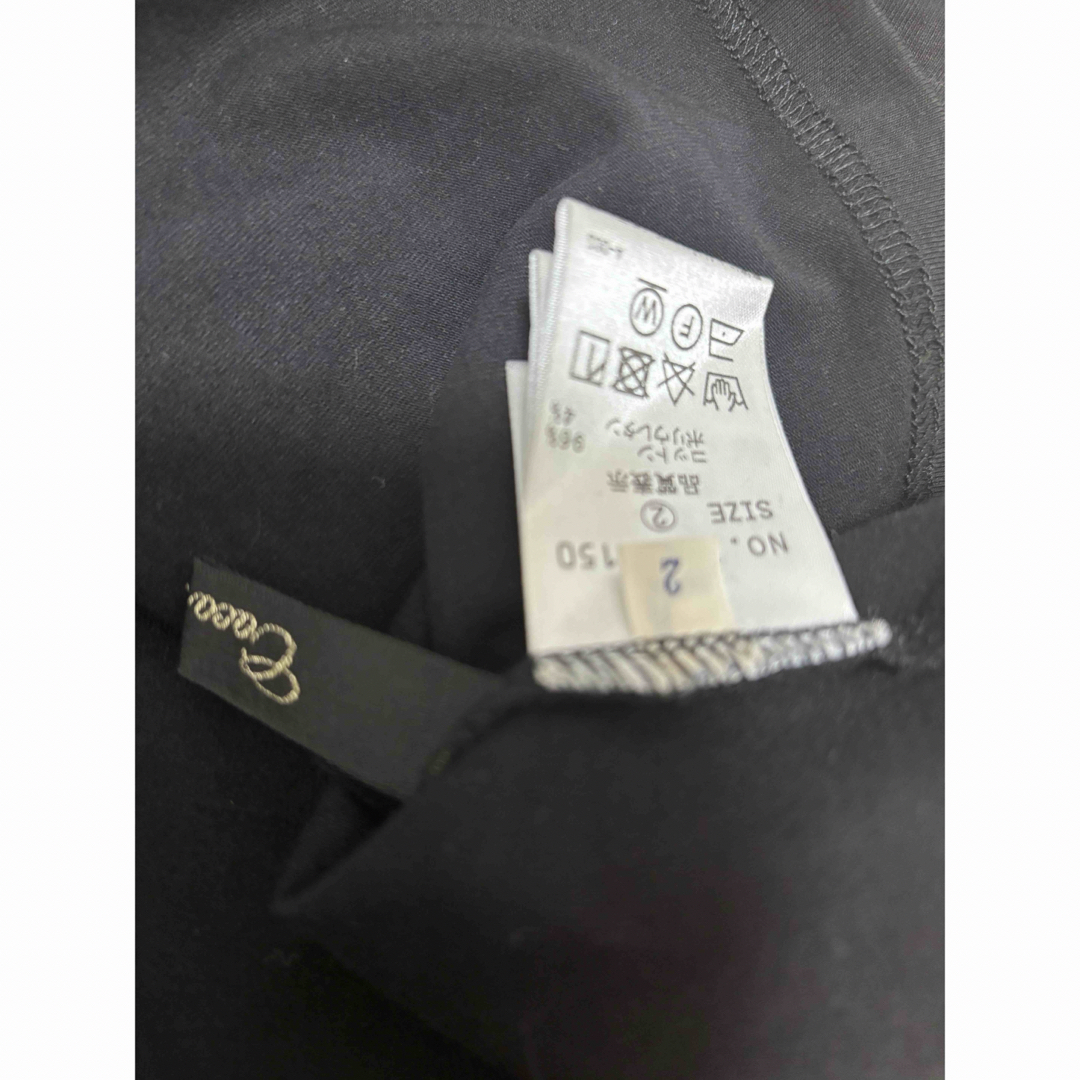 NO. 150
2
SIZE ②
品質表示
コットン 96%
ポリウレタン 4%
F W